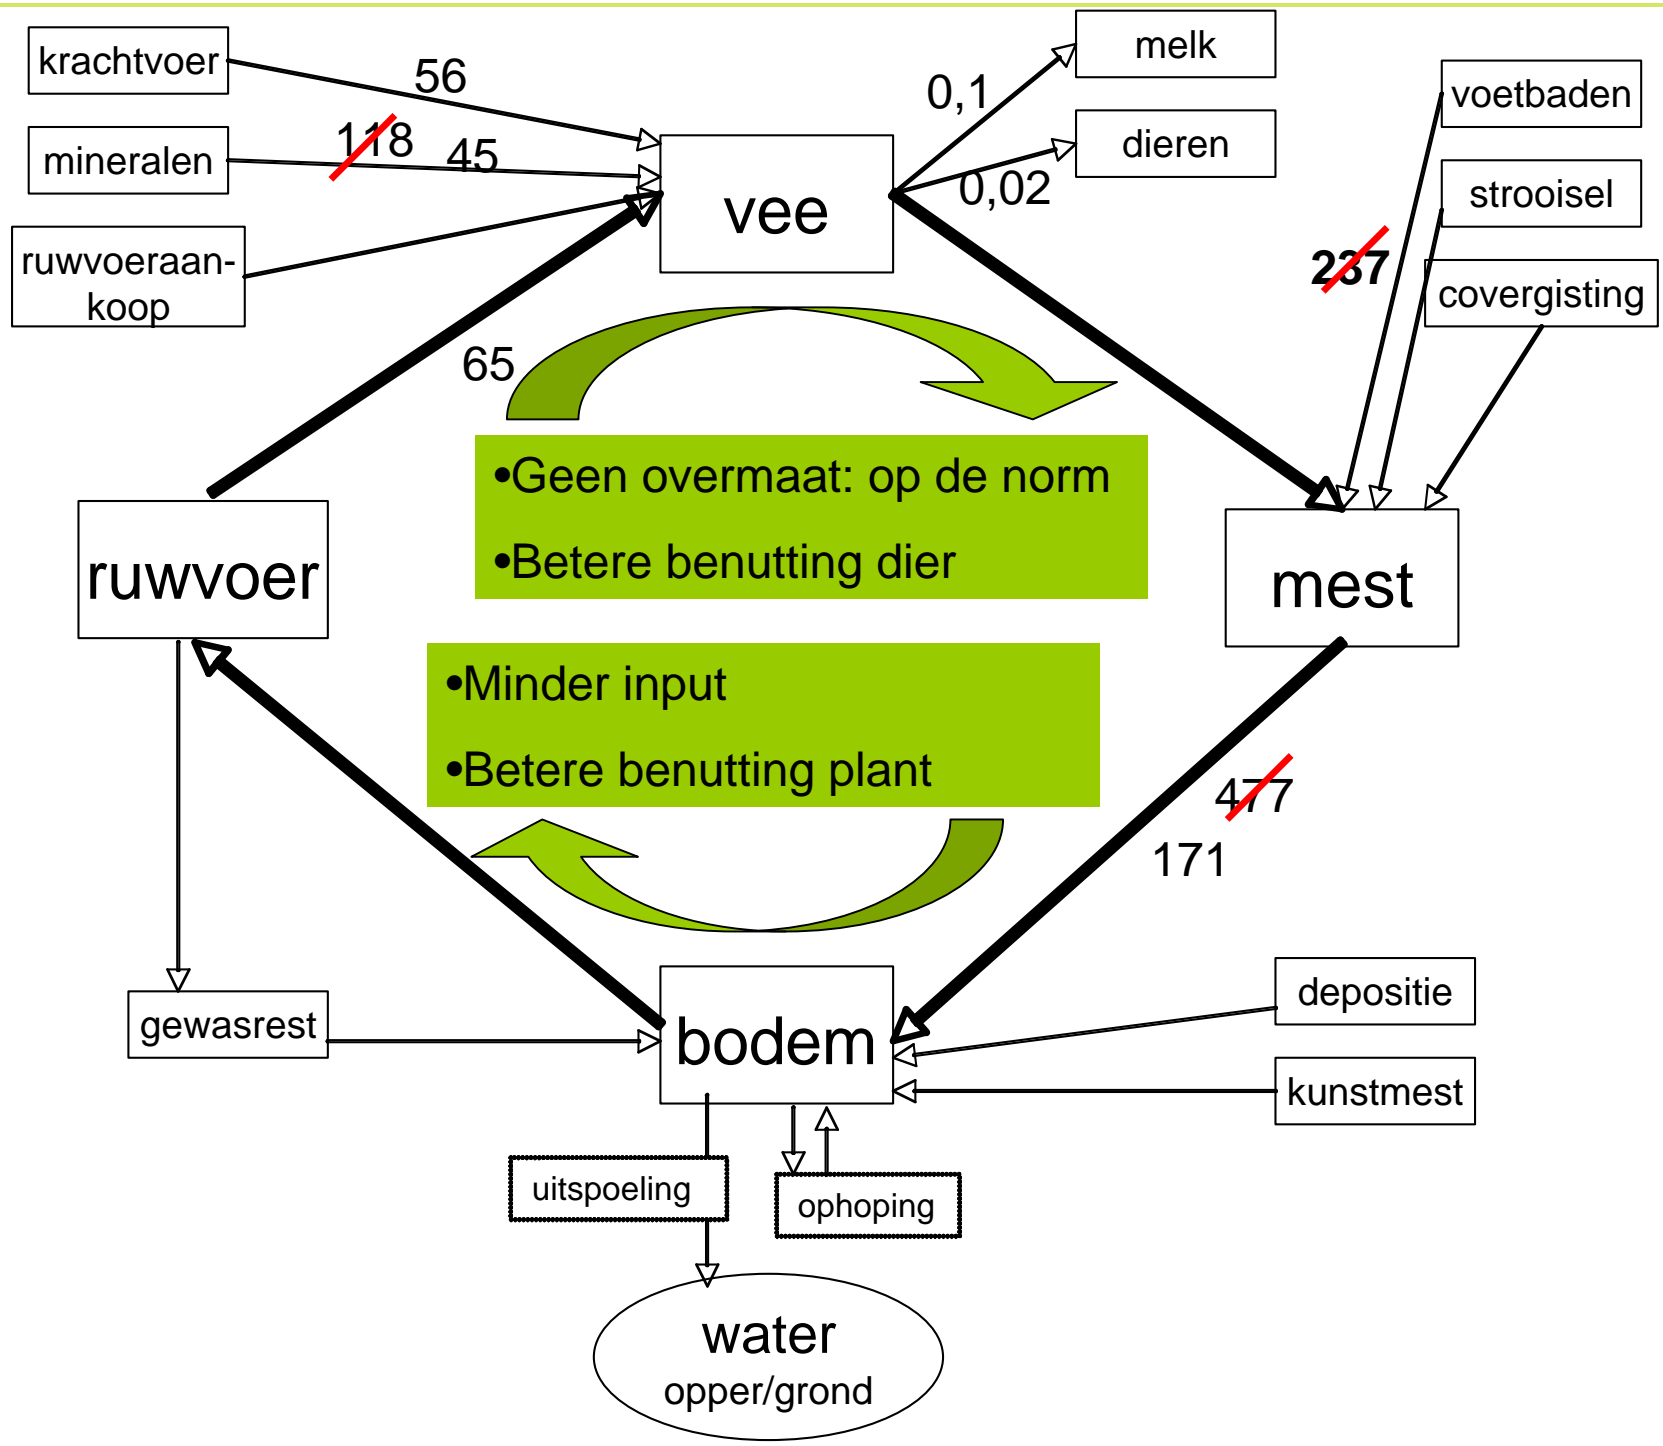 krachtvoer
56
0,1
melk
voetbaden
mineralen
118
45
dieren
0,02
strooisel
vee
ruwvoeraan-
koop
237
covergisting
65
•Geen overmaat: op de norm
•Betere benutting dier
ruwvoer
mest
•Minder input
•Betere benutting plant
477
171
gewasrest
bodem
depositie
kunstmest
uitspoeling
ophoping
water
opper/grond